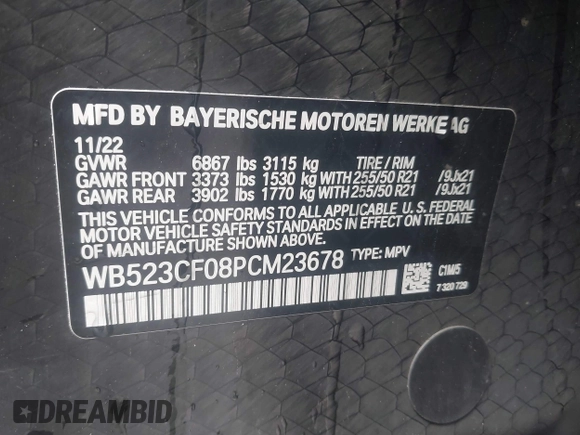 MFD BY BAYERISCHE MOTOREN WERKE AG
11/22
GVWR 6867 lbs 3115 kg TIRE / RIM
GAWR FRONT 3373 lbs 1530 kg WITH 255/50 R21 /9Jx21
GAWR REAR 3902 lbs 1770 kg WITH 255/50 R21 /9Jx21
THIS VEHICLE CONFORMS TO ALL APPLICABLE U.S. FEDERAL
MOTOR VEHICLE SAFETY STANDARDS IN EFFECT ON THE DATE
OF MANUFACTURE SHOWN ABOVE.
WB523CF08PCM23678 TYPE: MPV
C1M/5
7 320 729
DREAMBID